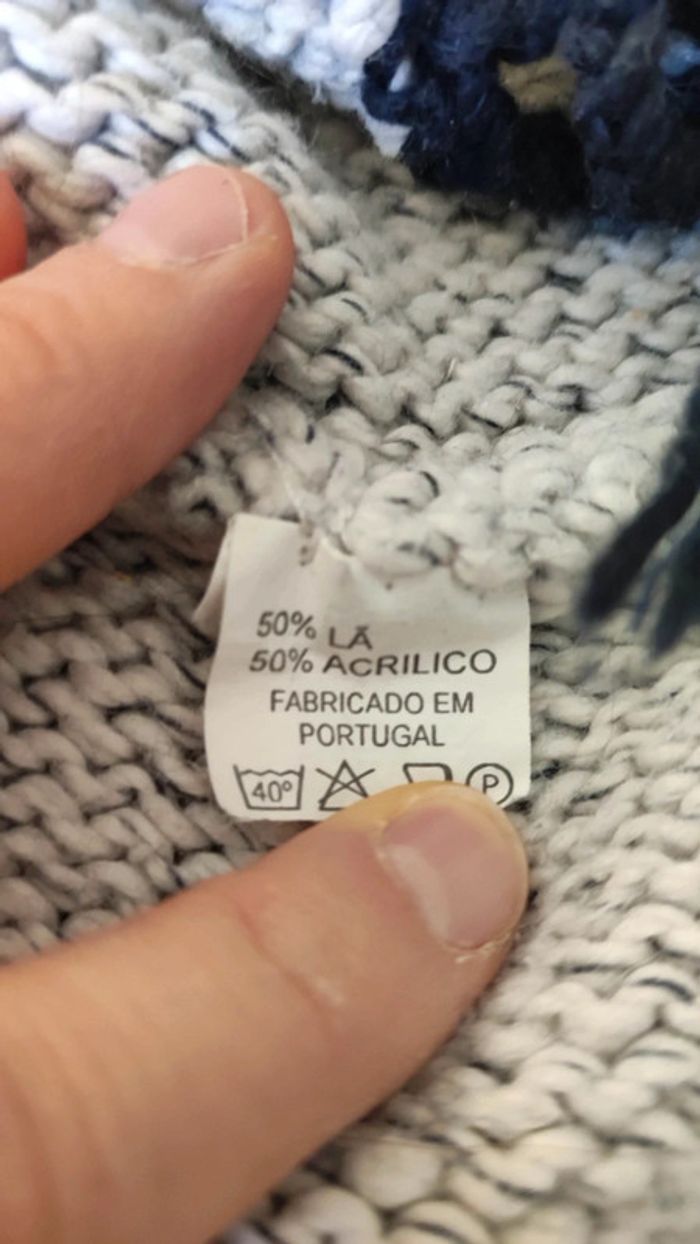 50% LÃ
50% ACRILICO
FABRICADO EM
PORTUGAL
40° P